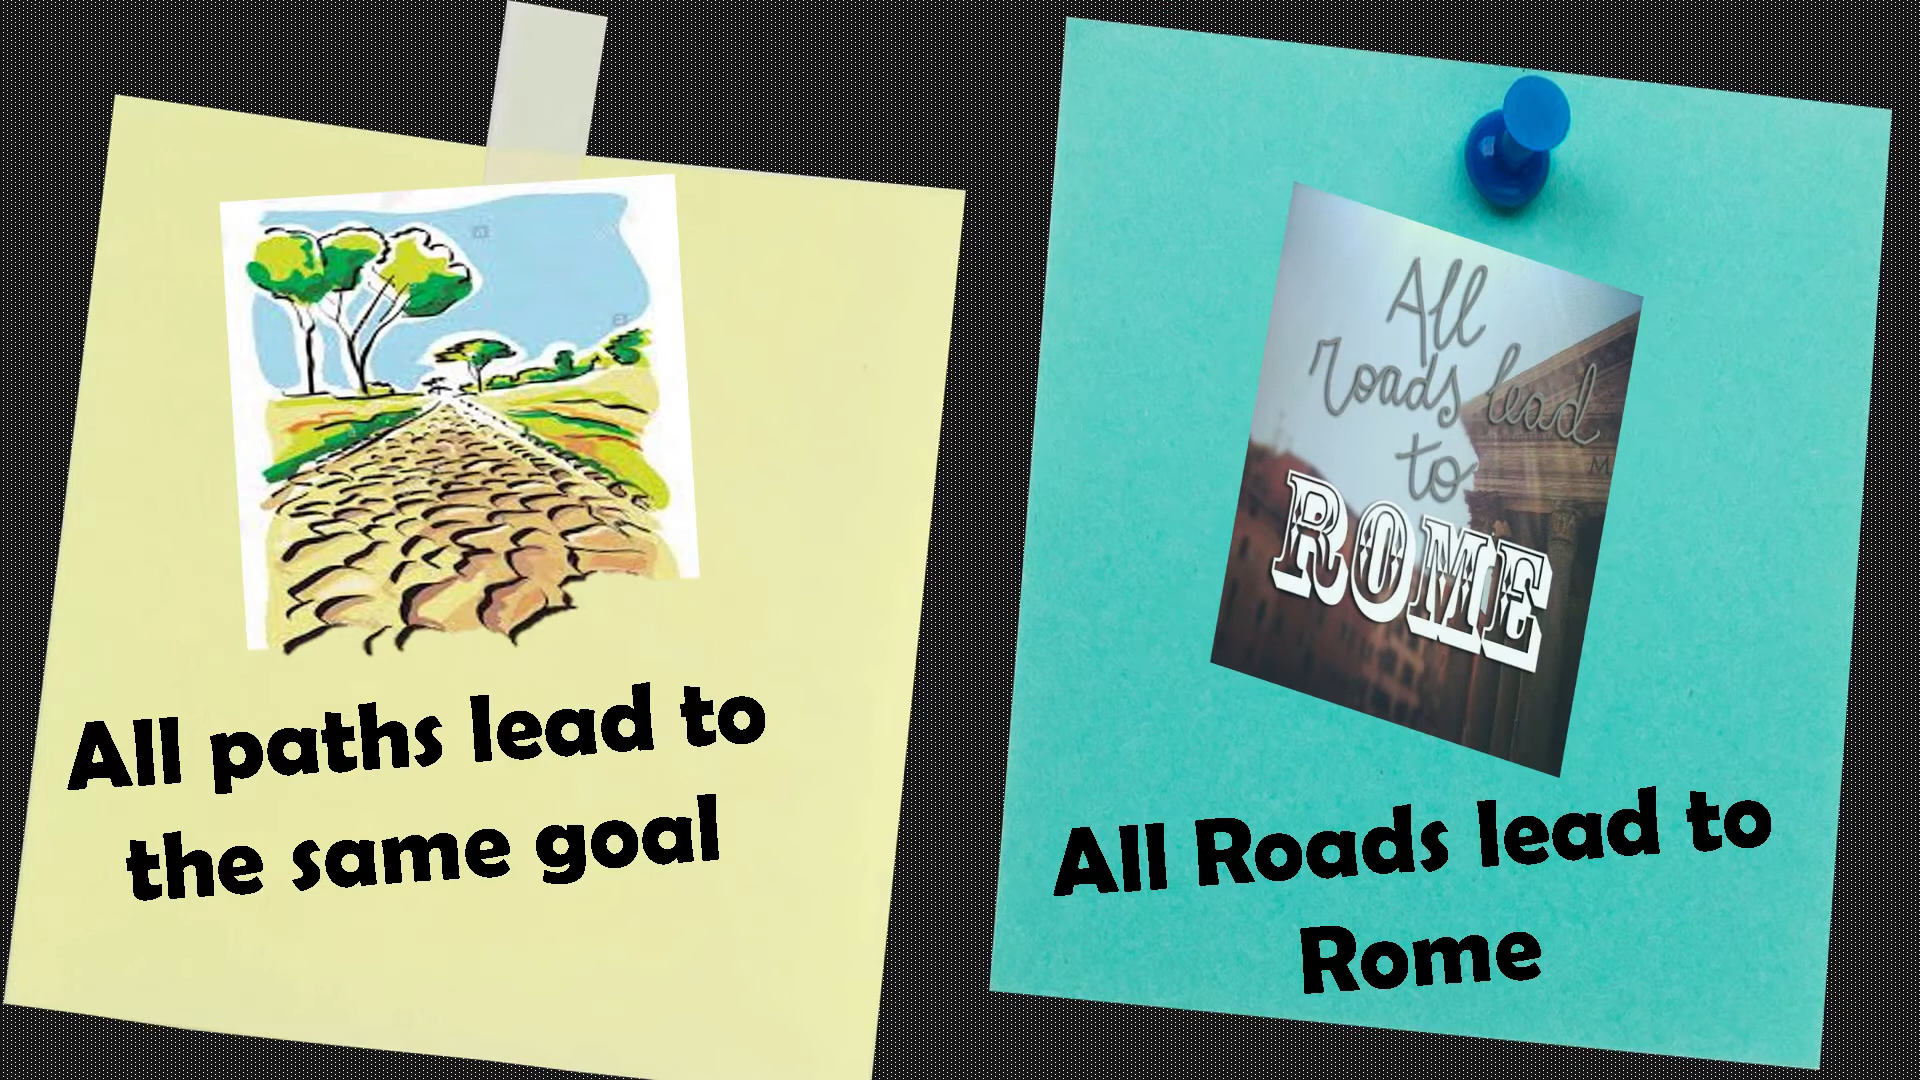 All paths lead to
the same goal
All
roads lead
to
ROME
M
All Roads lead to
Rome